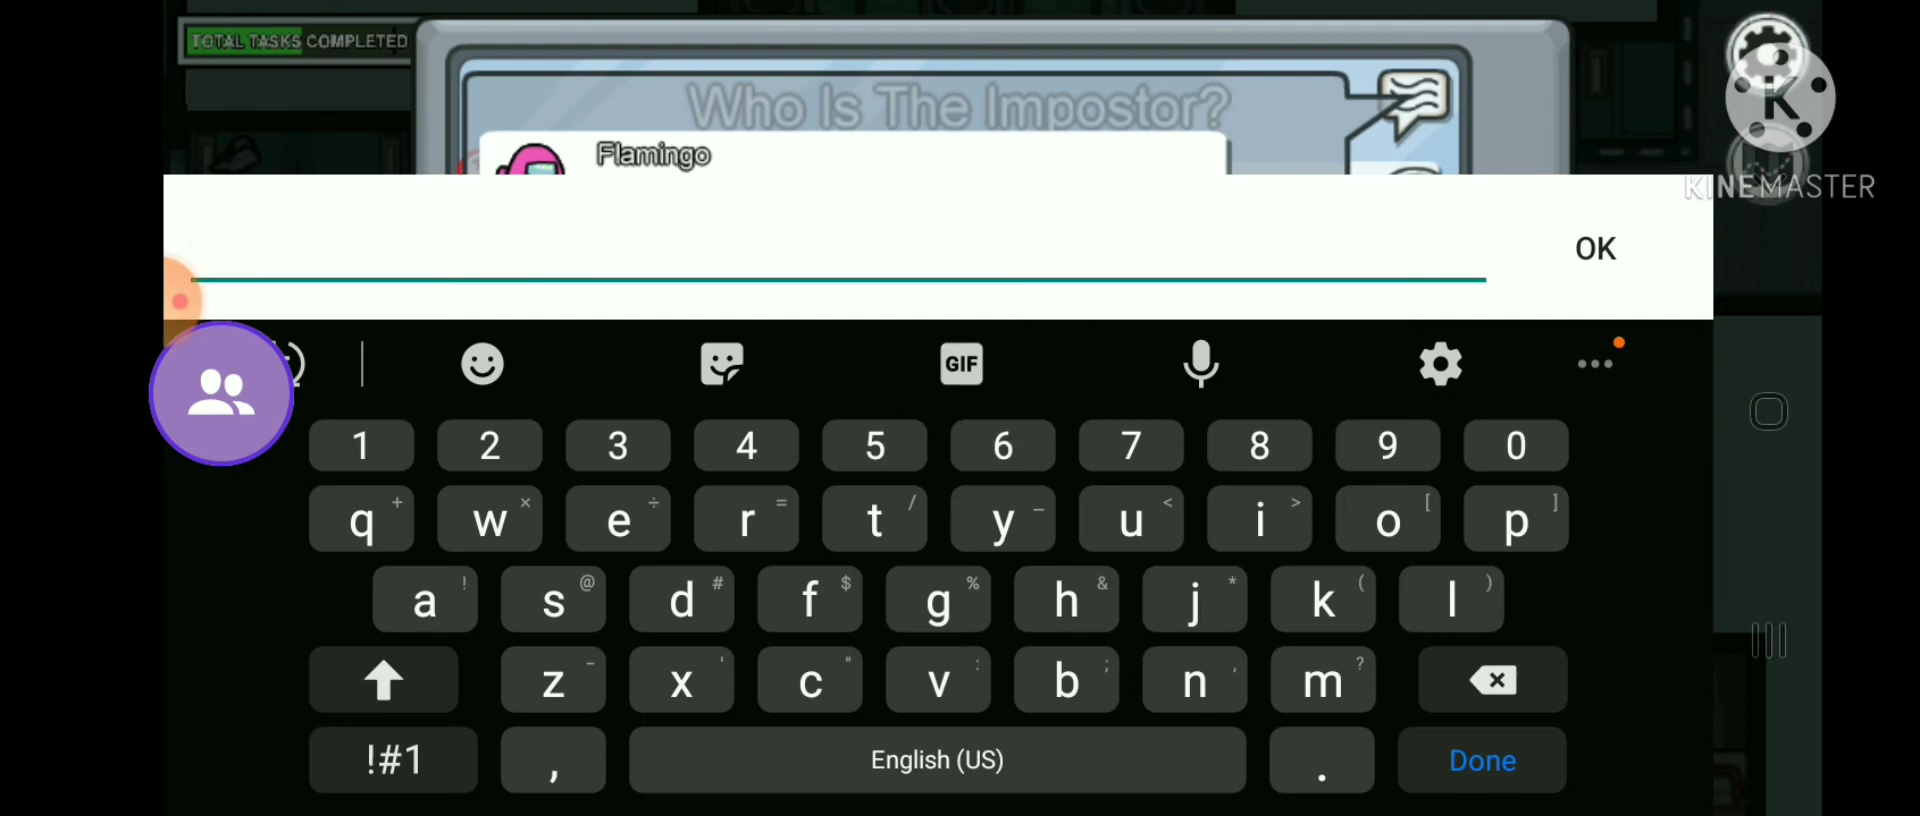 TOTAL TASKS COMPLETED
Who Is The Impostor?
K
Flamingo
KINEMASTER
OK
GIF
1 2 3 4 5 6 7 8 9 0
q + w × e ÷ r = t / y _ u < i > o [ p ]
a ! s @ d # f $ g % h & j * k ( l )
z - x ' c " v : b ; n , m ?
!#1 , English (US) . Done